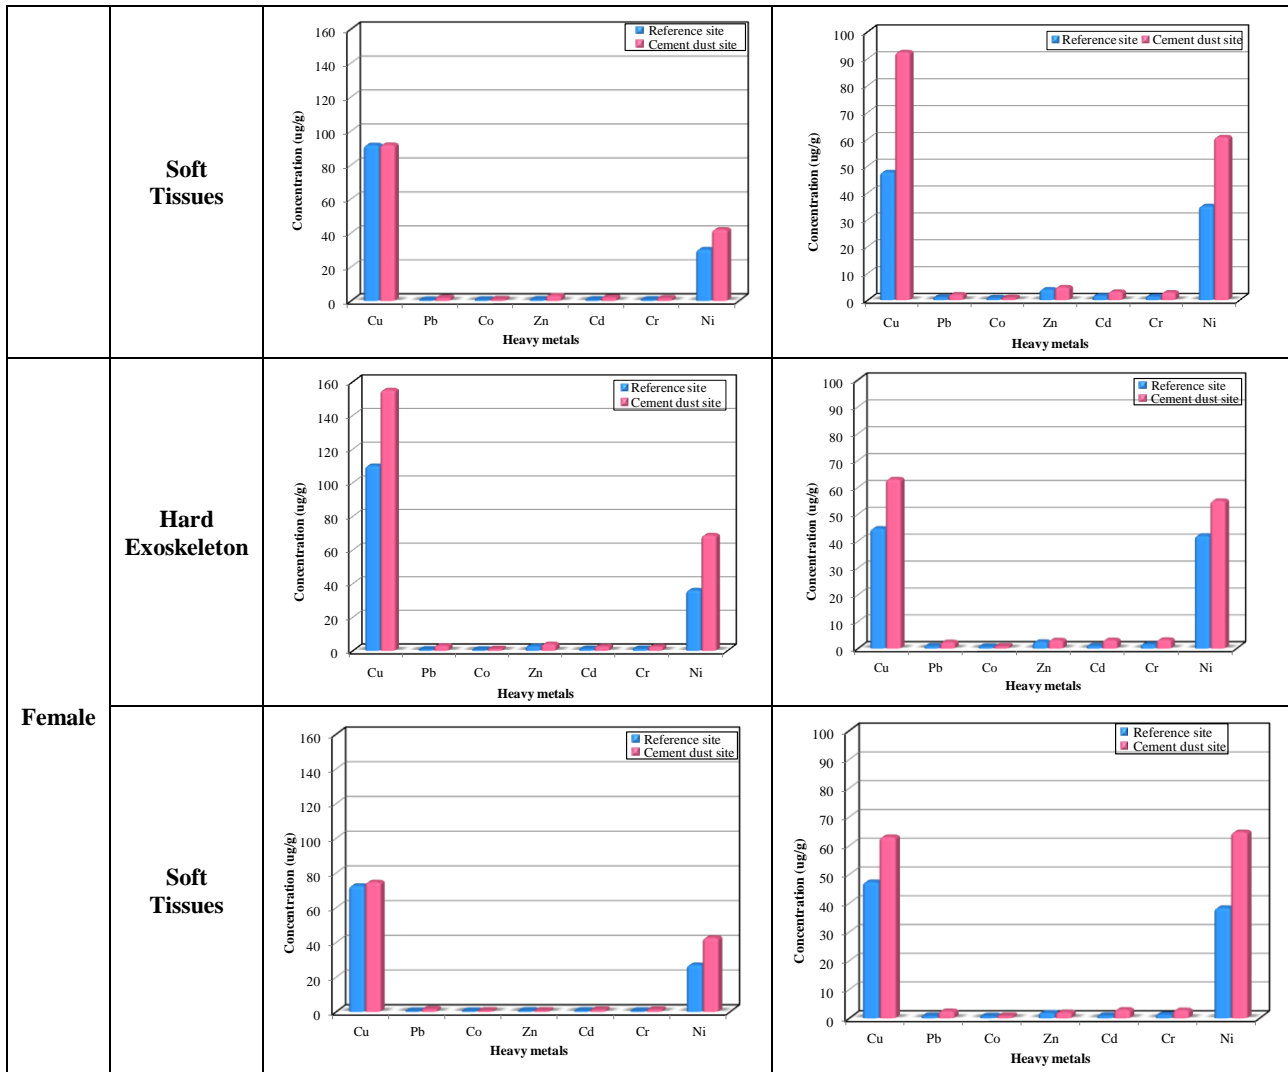 Soft
Tissues
160
140
120
100
80
60
40
20
0
Concentration (ug/g)
Reference site
Cement dust site
Cu Pb Co Zn Cd Cr Ni
Heavy metals
100
90
80
70
60
50
40
30
20
10
0
Concentration (ug/g)
Reference site Cement dust site
Cu Pb Co Zn Cd Cr Ni
Heavy metals
Female
Hard
Exoskeleton
160
140
120
100
80
60
40
20
0
Concentration (ug/g)
Reference site
Cement dust site
Cu Pb Co Zn Cd Cr Ni
Heavy metals
100
90
80
70
60
50
40
30
20
10
0
Concentration (ug/g)
Reference site
Cement dust site
Cu Pb Co Zn Cd Cr Ni
Heavy metals
Soft
Tissues
160
140
120
100
80
60
40
20
0
Concentration (ug/g)
Reference site
Cement dust site
Cu Pb Co Zn Cd Cr Ni
Heavy metals
100
90
80
70
60
50
40
30
20
10
0
Concentration (ug/g)
Reference site
Cement dust site
Cu Pb Co Zn Cd Cr Ni
Heavy metals